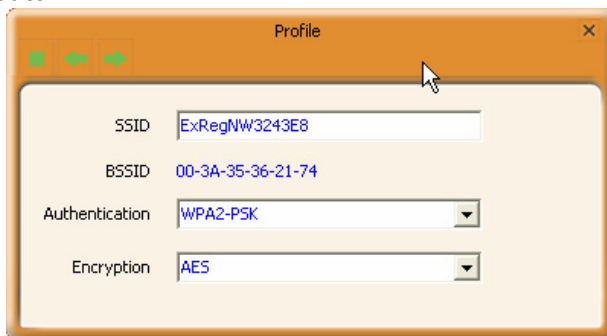 Profile
SSID ExRegNW3243E8
BSSID 00-3A-35-36-21-74
Authentication WPA2-PSK
Encryption AES